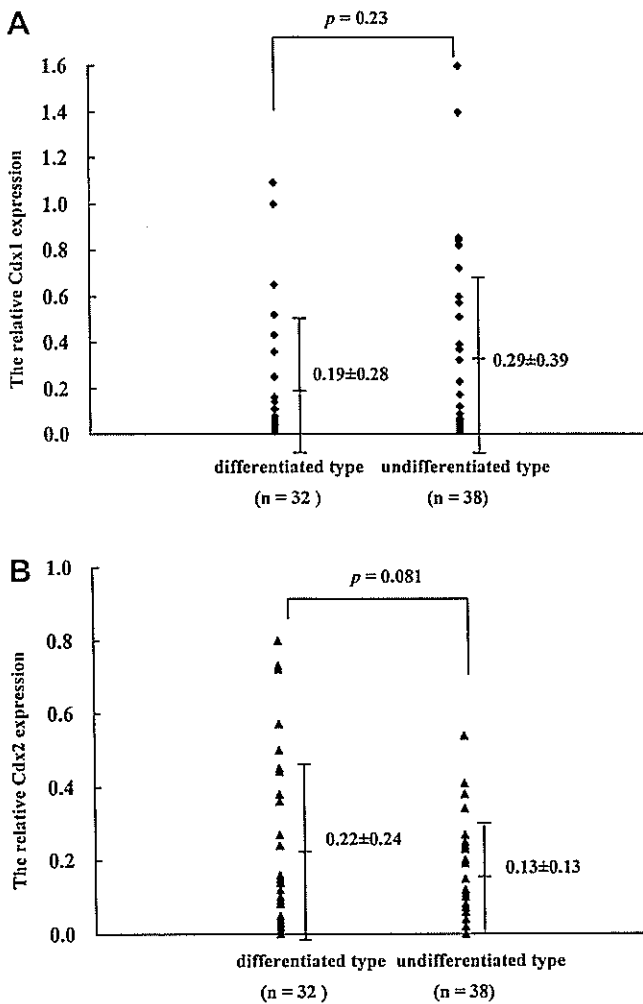 A
p = 0.23
The relative Cdx1 expression
1.6
1.4
1.2
1.0
0.8
0.6
0.4
0.2
0.0
0.19±0.28
0.29±0.39
differentiated type undifferentiated type
(n = 32 ) (n = 38)
B
p = 0.081
The relative Cdx2 expression
1.0
0.8
0.6
0.4
0.2
0.0
0.22±0.24
0.13±0.13
differentiated type undifferentiated type
(n = 32 ) (n = 38)